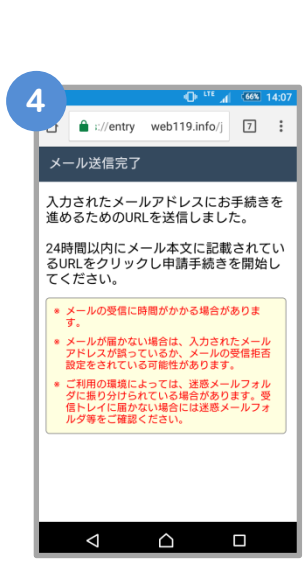 4
LTE 66% 14:07
://entry web119.info/j 7
メール送信完了
入力されたメールアドレスにお手続きを
進めるためのURLを送信しました。
24時間以内にメール本文に記載されてい
るURLをクリックし申請手続きを開始し
てください。
* メールの受信に時間がかかる場合がありま
す。
* メールが届かない場合は、入力されたメール
アドレスが誤っているか、メールの受信拒否
設定をされている可能性があります。
* ご利用の環境によっては、迷惑メールフォル
ダに振り分けられている場合があります。受
信トレイに届かない場合には迷惑メールフォ
ルダ等をご確認ください。